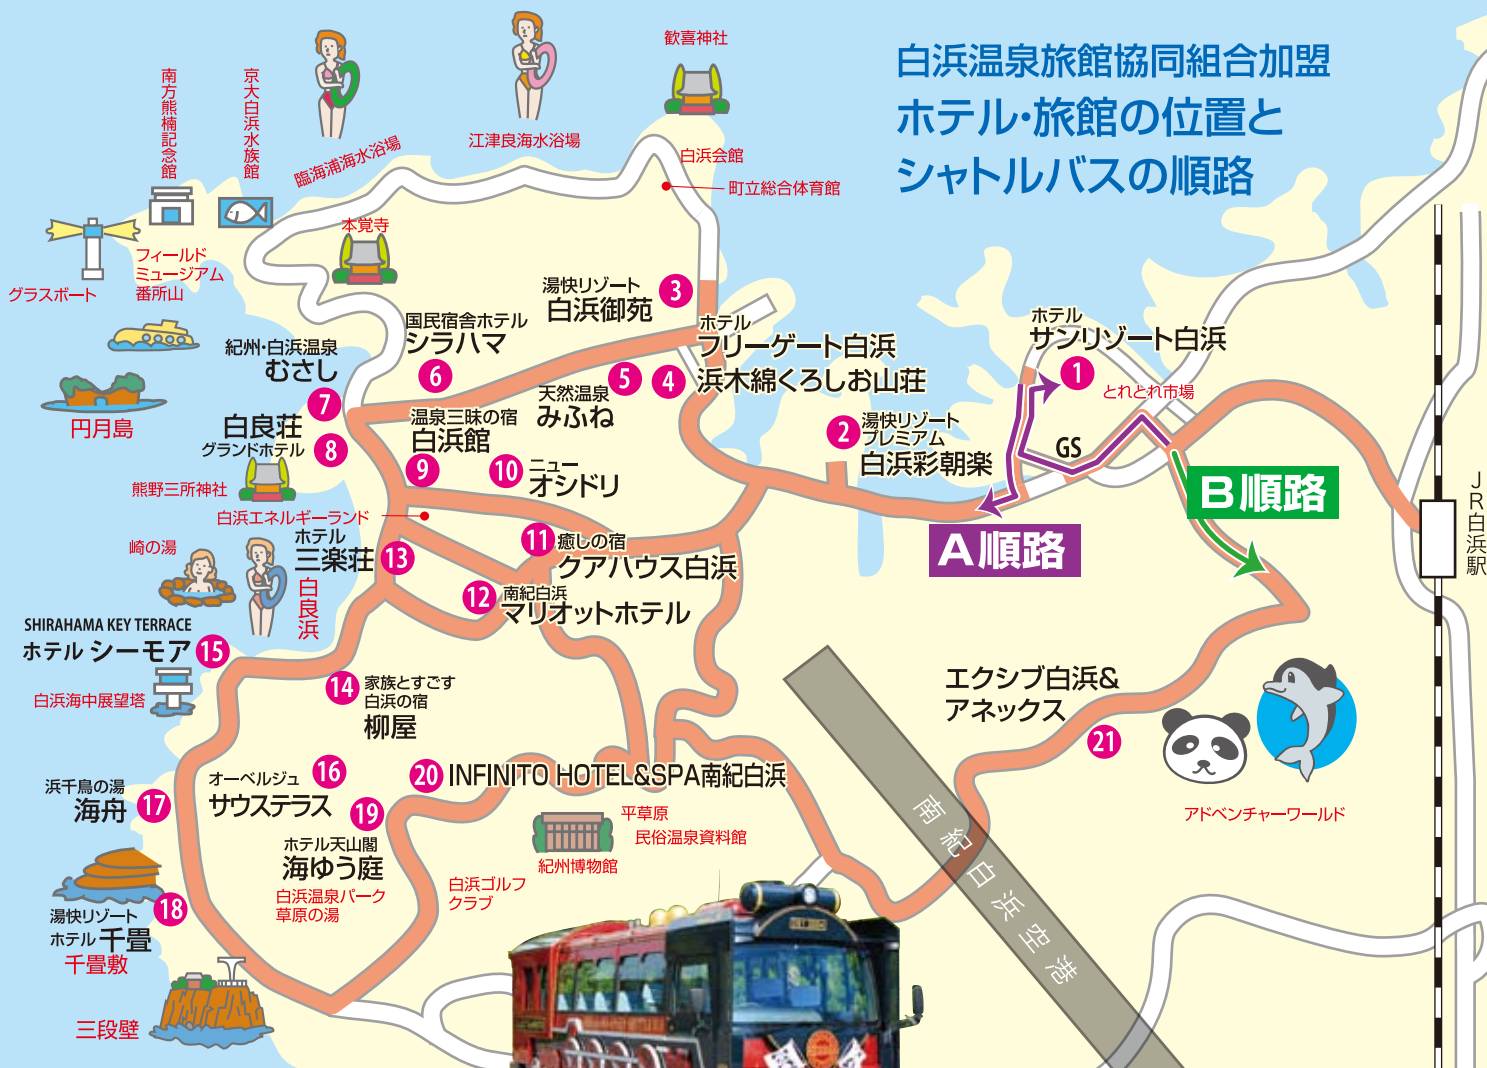 白浜温泉旅館協同組合加盟
ホテル・旅館の位置と
シャトルバスの順路
歓喜神社
南方熊楠記念館
京大白浜水族館
臨海浦海水浴場
江津良海水浴場
白浜会館
町立総合体育館
本覚寺
グラスボート
フィールド
ミュージアム
番所山
湯快リゾート
白浜御苑
3
国民宿舎ホテル
シラハマ
6
ホテル
フリーゲート白浜
5
4
浜木綿くろしお山荘
天然温泉
みふね
ホテル
サンリゾート白浜
1
とれとれ市場
紀州・白浜温泉
むさし
7
円月島
白良荘
グランドホテル
8
温泉三昧の宿
白浜館
9
10
ニュー
オシドリ
2
湯快リゾート
プレミアム
白浜彩朝楽
GS
B順路
A順路
JR白浜駅
熊野三所神社
白浜エネルギーランド
ホテル
三楽荘
13
崎の湯
白良浜
11
癒しの宿
クアハウス白浜
12
南紀白浜
マリオットホテル
SHIRAHAMA KEY TERRACE
ホテル シーモア
15
白浜海中展望塔
14
家族とすごす
白浜の宿
柳屋
エクシブ白浜&
アネックス
21
アドベンチャーワールド
浜千鳥の湯
海舟
17
オーベルジュ
サウステラス
16
19
ホテル天山閣
海ゆう庭
白浜温泉パーク
草原の湯
20
INFINITO HOTEL&SPA南紀白浜
平草原
民俗温泉資料館
紀州博物館
白浜ゴルフ
クラブ
南紀白浜空港
18
湯快リゾート
ホテル 千畳
千畳敷
三段壁